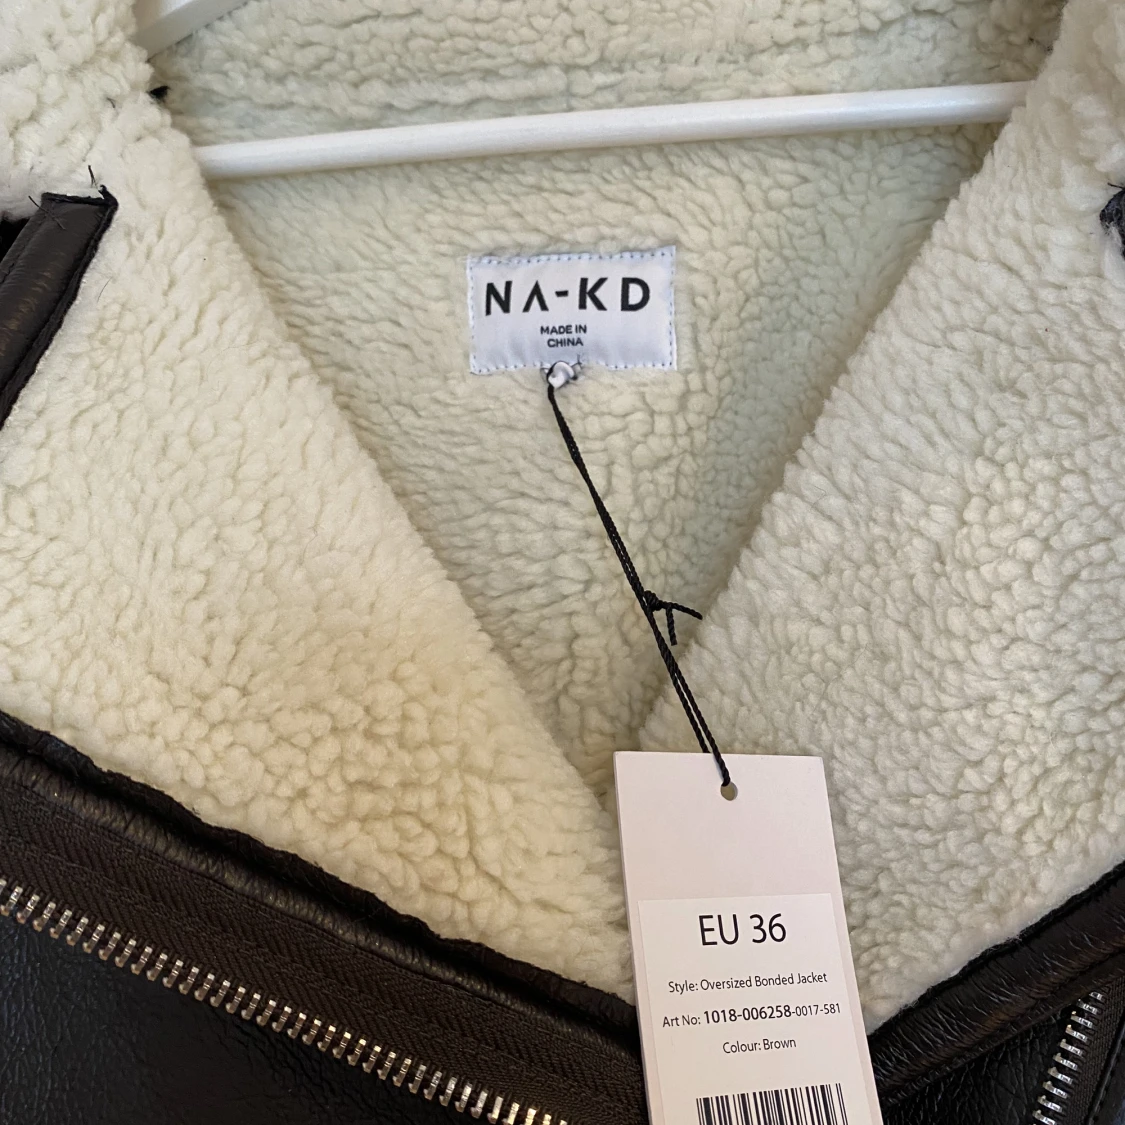 NA-KD
MADE IN
CHINA
EU 36
Style: Oversized Bonded Jacket
Art No: 1018-006258-0017-581
Colour: Brown